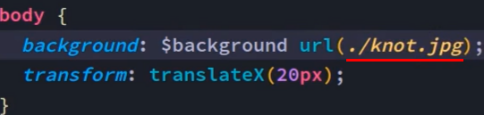 body {
background: $background url(./knot.jpg);
transform: translateX(20px);
}